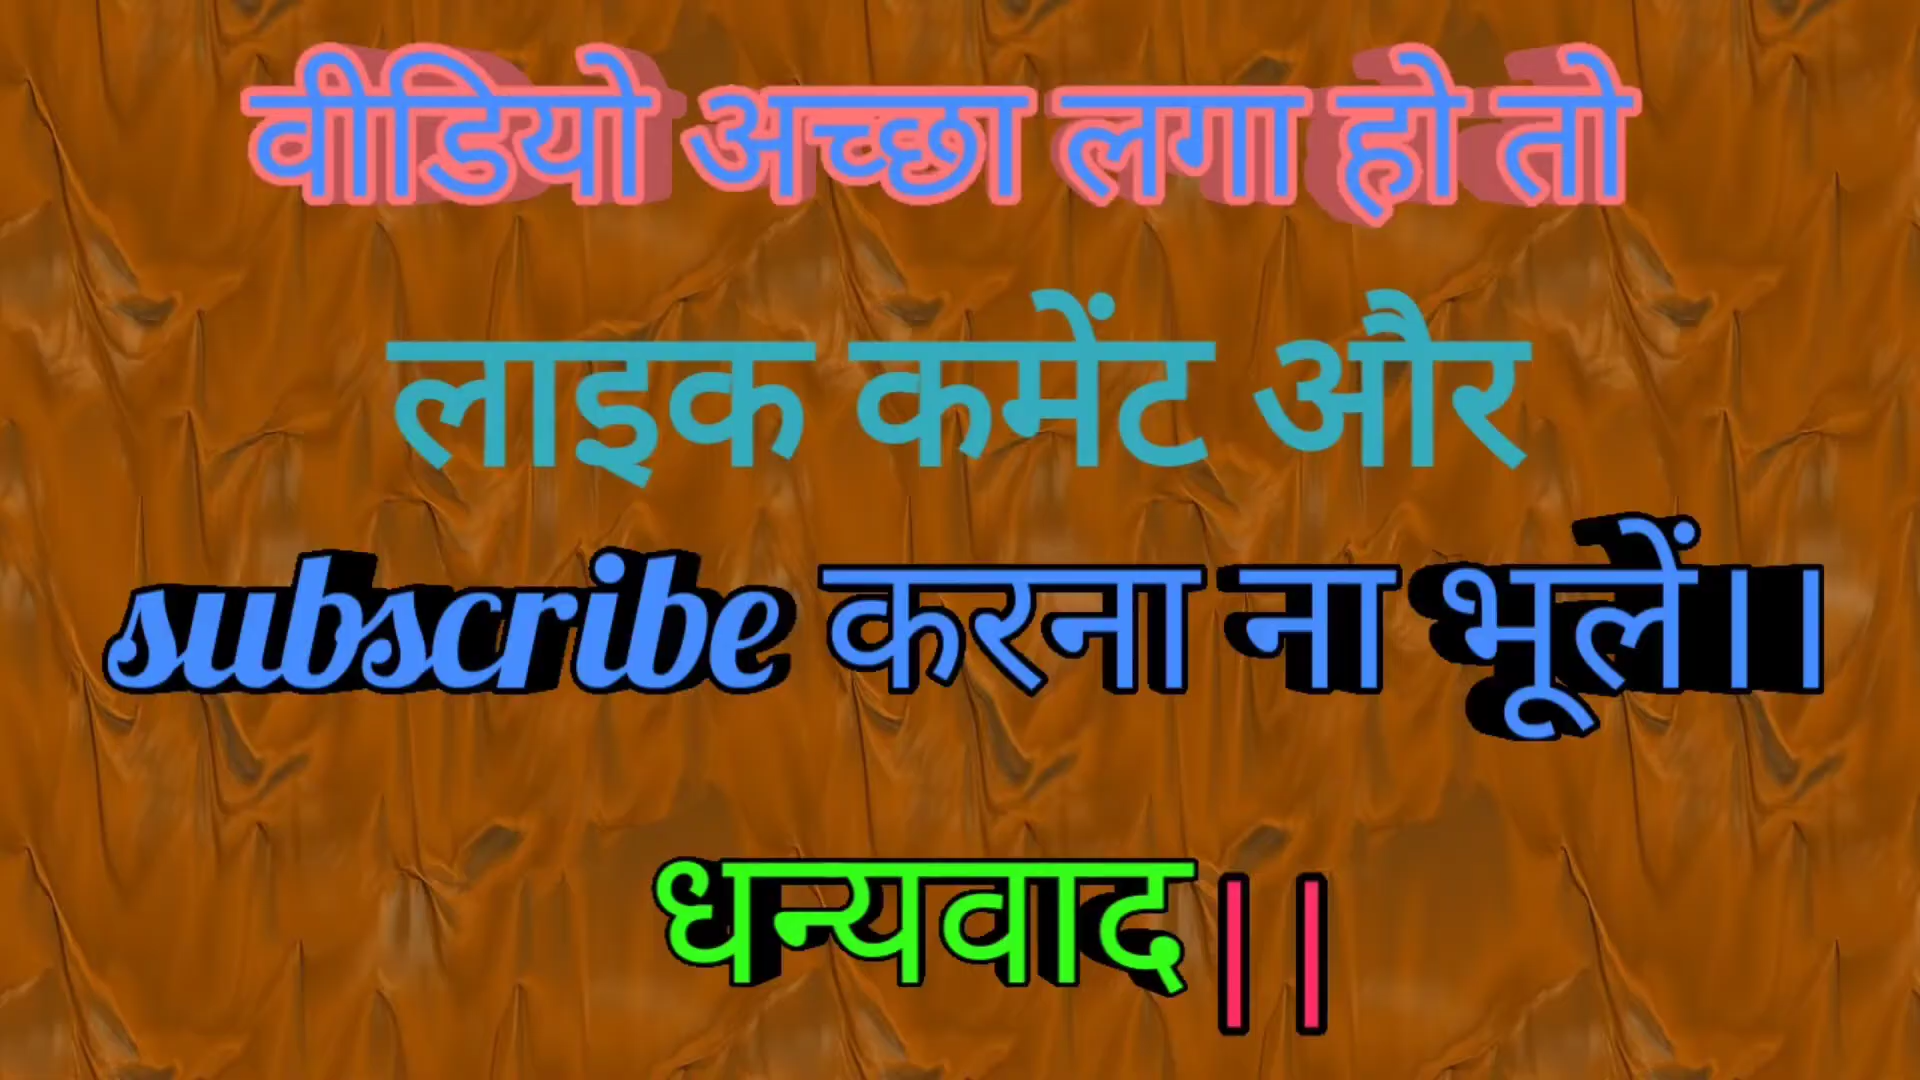 वीडियो अच्छा लगा हो तो
लाइक कमेंट और
subscribe करना ना भूलें।।
धन्यवाद।।